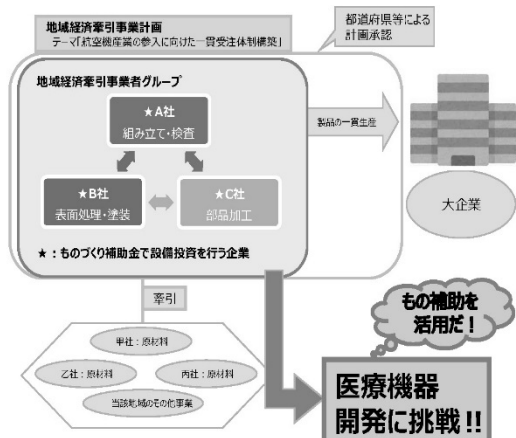 地域経済牽引事業計画
テーマ「航空機産業の参入に向けた一貫受注体制構築」
都道府県等による
計画承認
地域経済牽引事業者グループ
★A社
組み立て・検査
★B社
表面処理・塗装
★C社
部品加工
★：ものづくり補助金で設備投資を行う企業
製品の一貫生産
大企業
牽引
甲社：原材料
乙社：原材料
丙社：原材料
当該地域のその他事業
もの補助を
活用だ！
医療機器
開発に挑戦!!